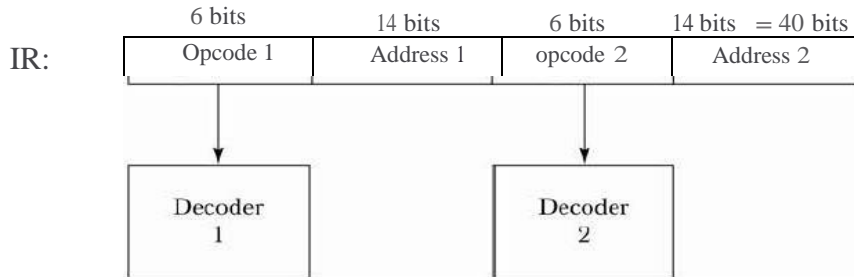 6 bits 14 bits 6 bits 14 bits = 40 bits
IR: Opcode 1 Address 1 opcode 2 Address 2
Decoder Decoder
1 2